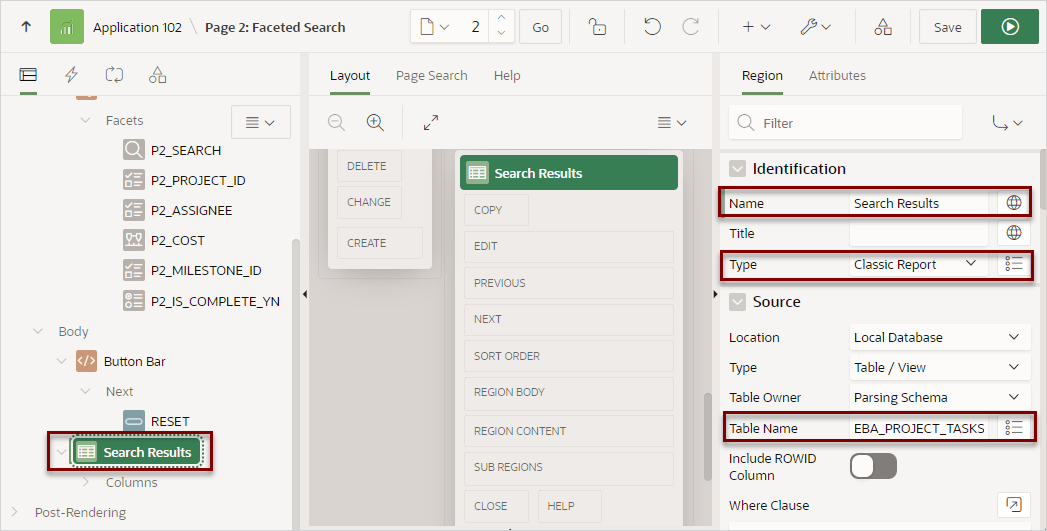 Application 102 \ Page 2: Faceted Search
2
Go
Save
Layout
Page Search
Help
Region
Attributes
Facets
P2_SEARCH
P2_PROJECT_ID
P2_ASSIGNEE
P2_COST
P2_MILESTONE_ID
P2_IS_COMPLETE_YN
Body
Button Bar
Next
RESET
Search Results
Columns
Post-Rendering
DELETE
CHANGE
CREATE
Search Results
COPY
EDIT
PREVIOUS
NEXT
SORT ORDER
REGION BODY
REGION CONTENT
SUB REGIONS
CLOSE
HELP
Filter
Identification
Name Search Results
Title
Type Classic Report
Source
Location Local Database
Type Table / View
Table Owner Parsing Schema
Table Name EBA_PROJECT_TASKS
Include ROWID
Column
Where Clause